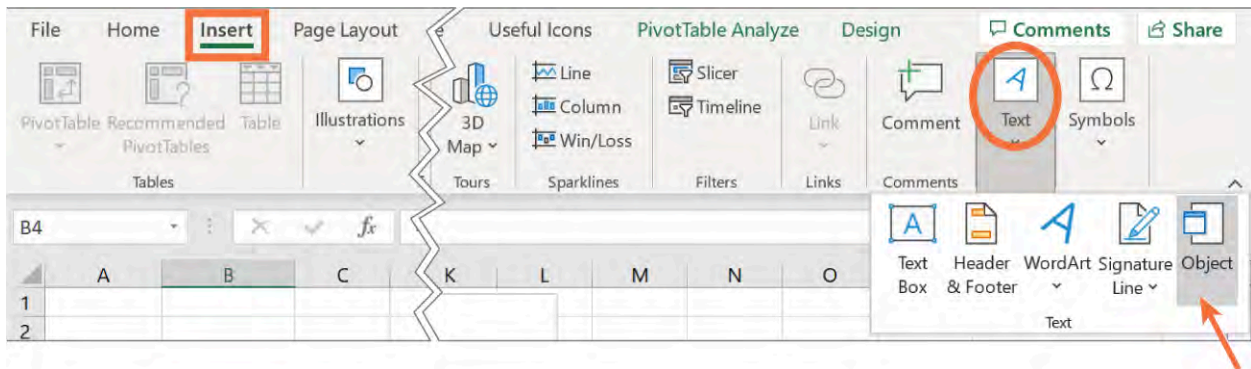 File Home Insert Page Layout e Useful Icons PivotTable Analyze Design Comments Share
PivotTable
Recommended
PivotTables
Table
Tables
Illustrations
3D
Map
Tours
Line
Column
Win/Loss
Sparklines
Slicer
Timeline
Filters
Link
Links
Comment
Comments
Text
Symbols
Text
Box
Header
& Footer
WordArt
Signature
Line
Object
Text
B4 fx
A B C K L M N O
1
2